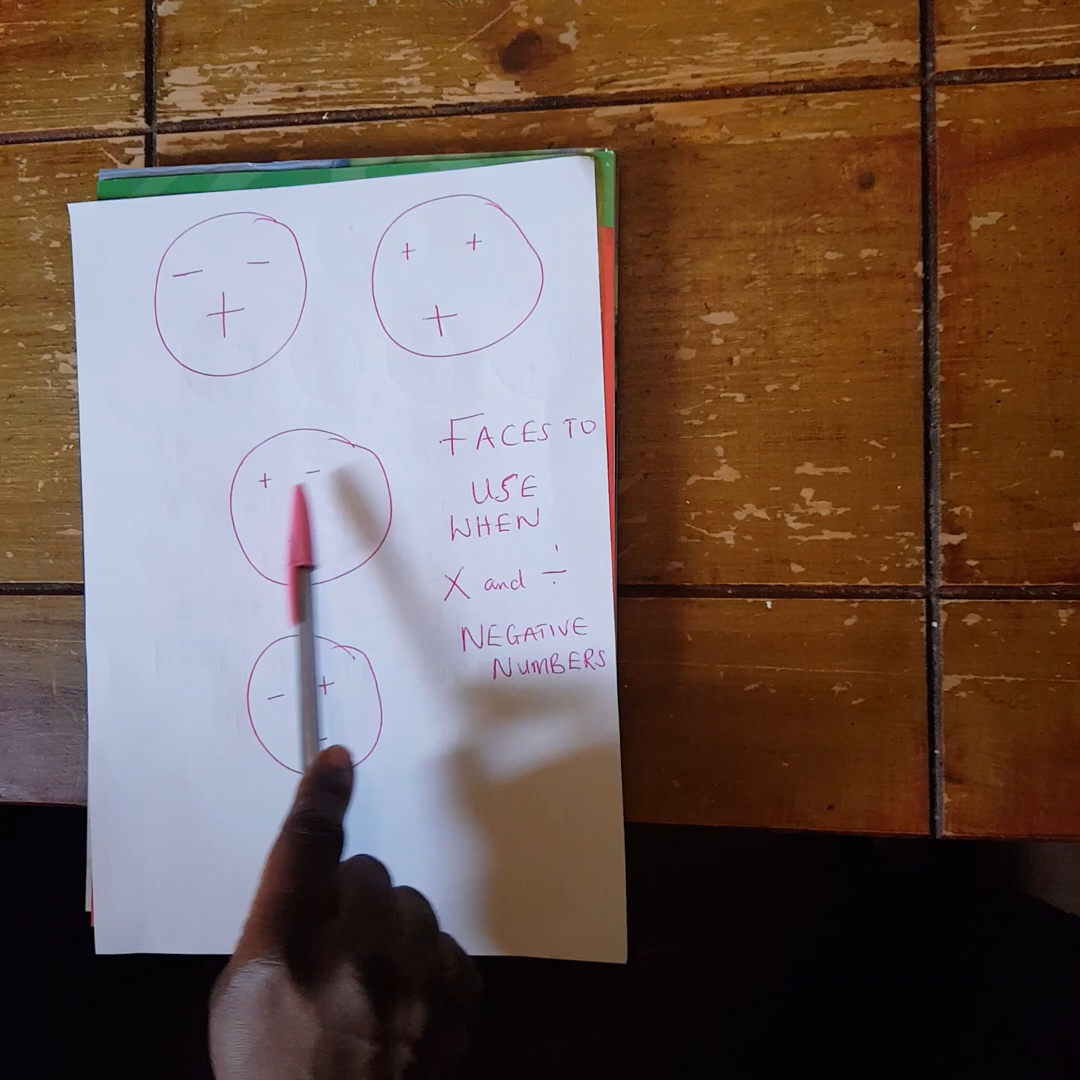 − −
+
+ +
+
+ −
− +
−
FACES TO
USE
WHEN
X and ÷
NEGATIVE
NUMBERS